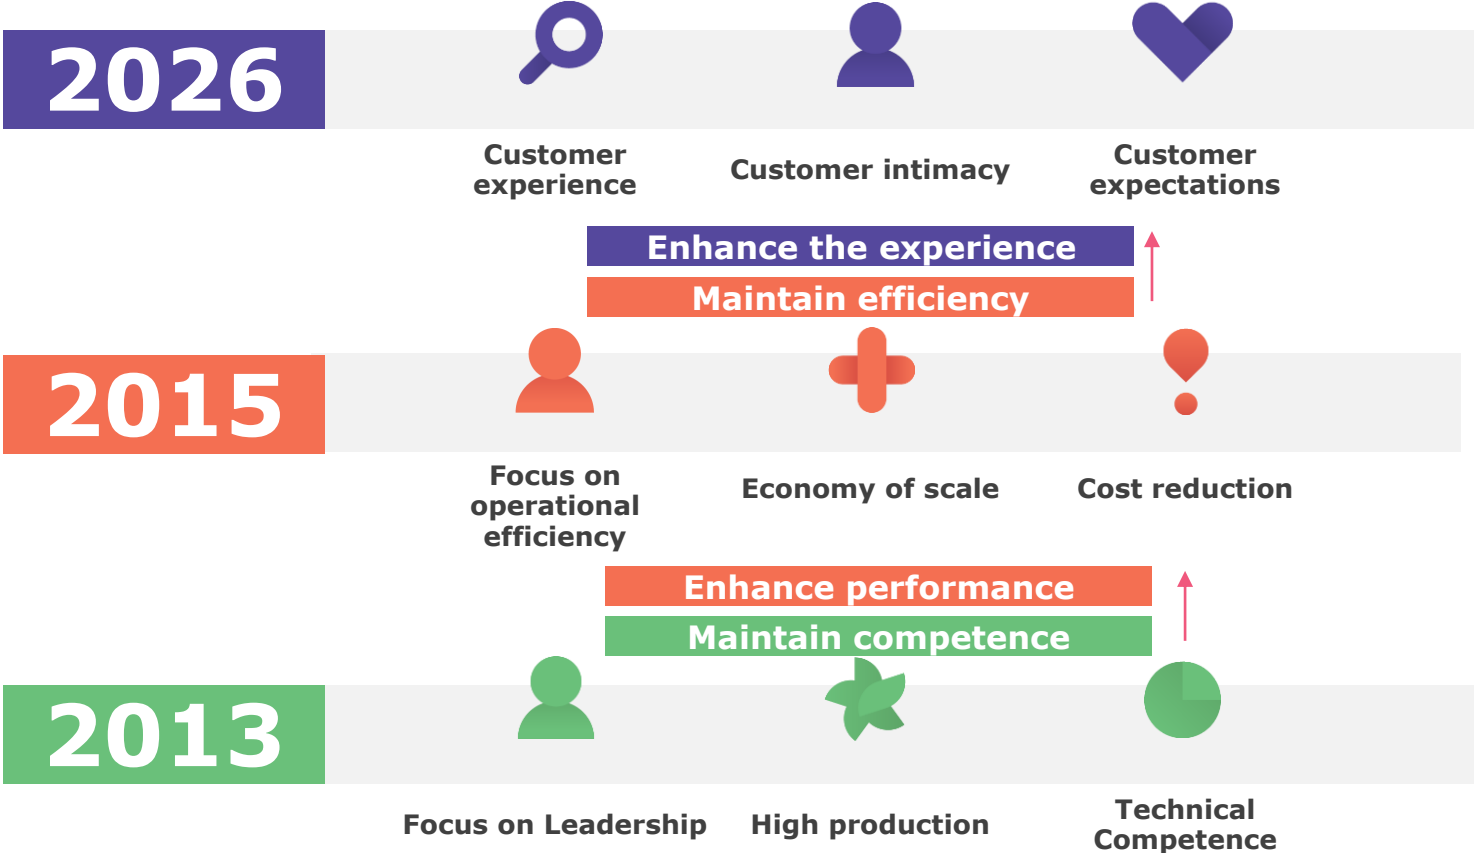 2026
Customer
experience
Customer intimacy
Customer
expectations
Enhance the experience
Maintain efficiency
2015
Focus on
operational
efficiency
Economy of scale
Cost reduction
Enhance performance
Maintain competence
2013
Focus on Leadership
High production
Technical
Competence